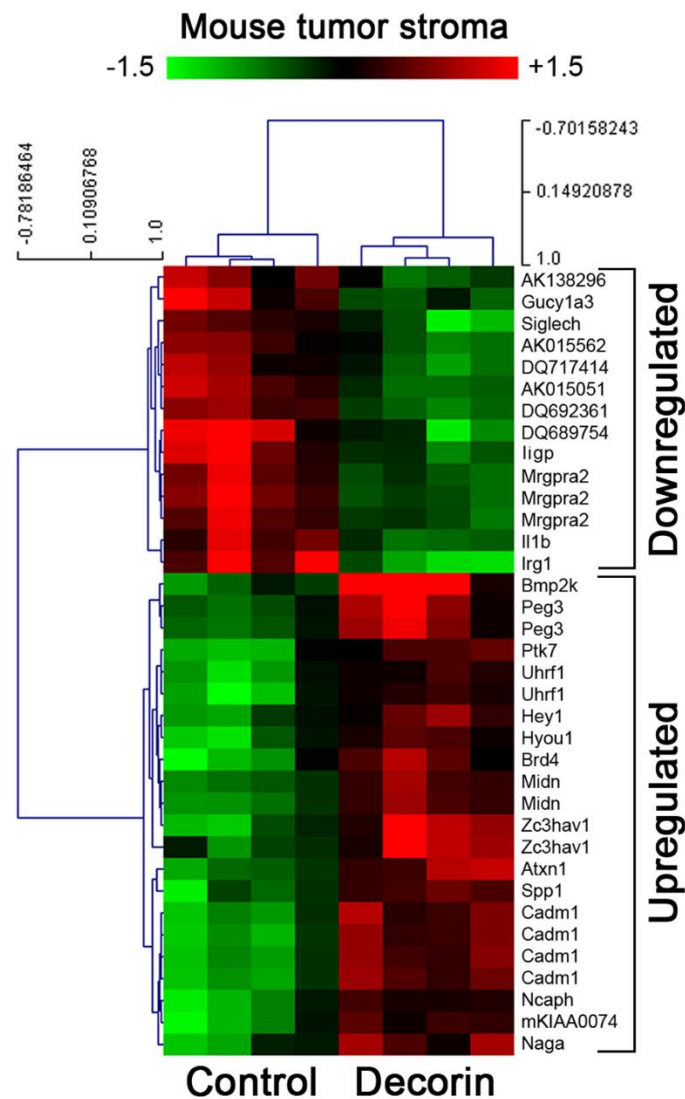 Mouse tumor stroma
-1.5 +1.5
-0.78186464
0.10906768
1.0
-0.70158243
0.14920878
1.0
AK138296
Gucy1a3
Siglech
AK015562
DQ717414
AK015051
DQ692361
DQ689754
Iigp
Mrgpra2
Mrgpra2
Mrgpra2
Il1b
Irg1
Bmp2k
Peg3
Peg3
Ptk7
Uhrf1
Uhrf1
Hey1
Hyou1
Brd4
Midn
Midn
Zc3hav1
Zc3hav1
Atxn1
Spp1
Cadm1
Cadm1
Cadm1
Cadm1
Ncaph
mKIAA0074
Naga
Downregulated
Upregulated
Control Decorin